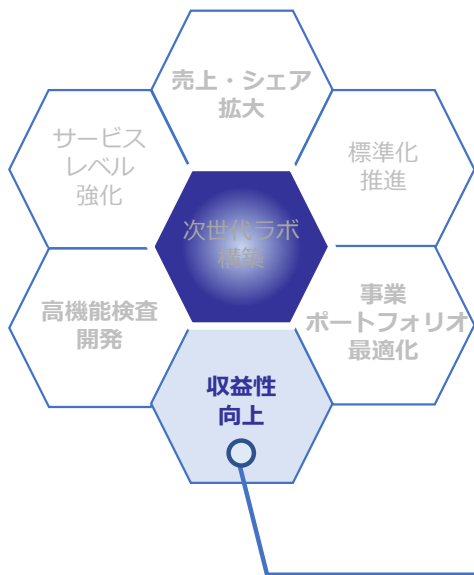 売上・シェア
拡大
サービス
レベル
強化
標準化
推進
次世代ラボ
構築
高機能検査
開発
事業
ポートフォリオ
最適化
収益性
向上